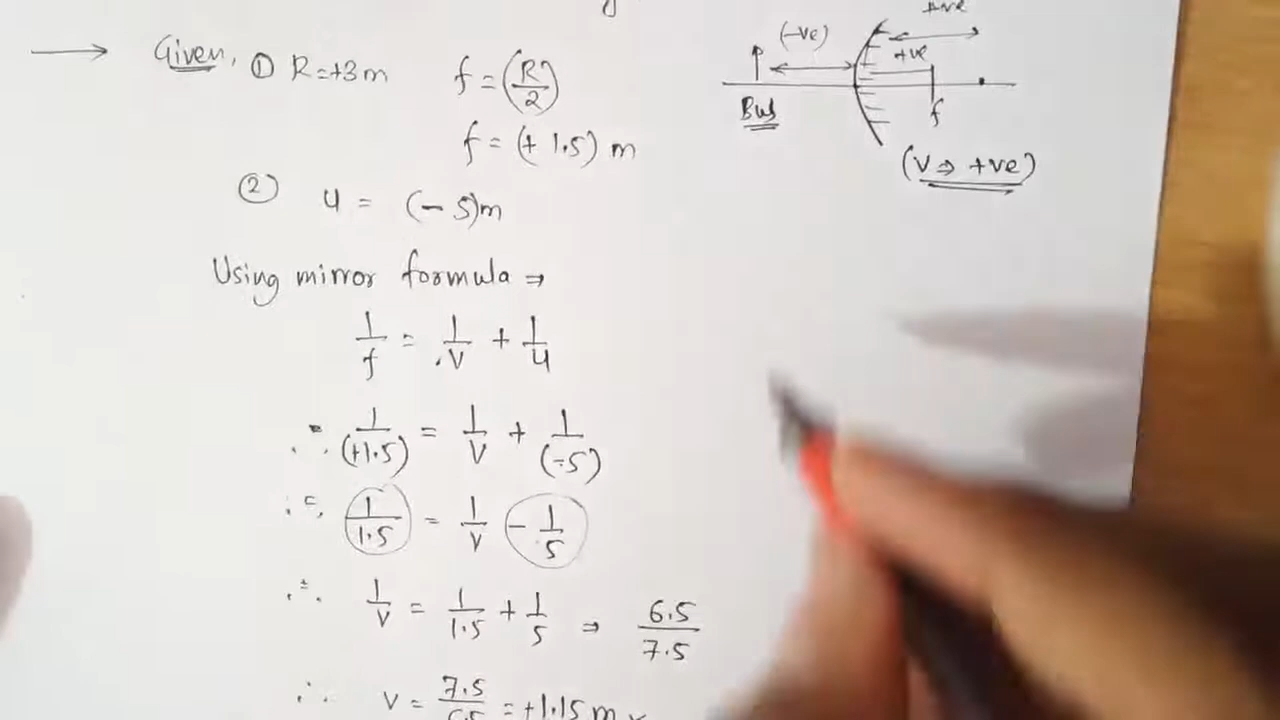 Given, ① R=+3m f = (R/2)
f = (+ 1.5) m
② u = (- 5)m
Using mirror formula ⇒
1/f = 1/v + 1/u
∴ 1/(+1.5) = 1/v + 1/(-5)
∴ 1/1.5 = 1/v - 1/5
∴ 1/v = 1/1.5 + 1/5 ⇒ 6.5/7.5
∴ v = 7.5/6.5 = +1.15 m
+ve
(-ve)
+ve
Bus
f
(v ⇒ +ve)